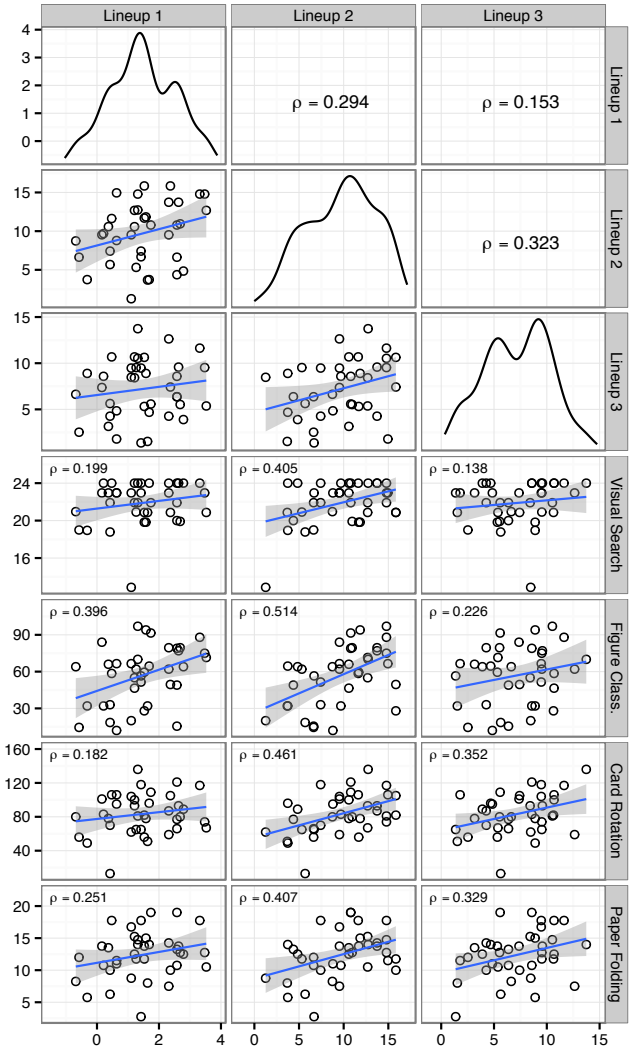 Lineup 1 Lineup 2 Lineup 3
4
3
2
1
0
ρ = 0.294 ρ = 0.153
Lineup 1
15
10
5
ρ = 0.323
Lineup 2
15
10
5
Lineup 3
24
20
16
ρ = 0.199 ρ = 0.405 ρ = 0.138
Visual Search
90
60
30
ρ = 0.396 ρ = 0.514 ρ = 0.226
Figure Class.
160
120
80
40
ρ = 0.182 ρ = 0.461 ρ = 0.352
Card Rotation
20
15
10
5
ρ = 0.251 ρ = 0.407 ρ = 0.329
Paper Folding
0 2 4 0 5 10 15 0 5 10 15